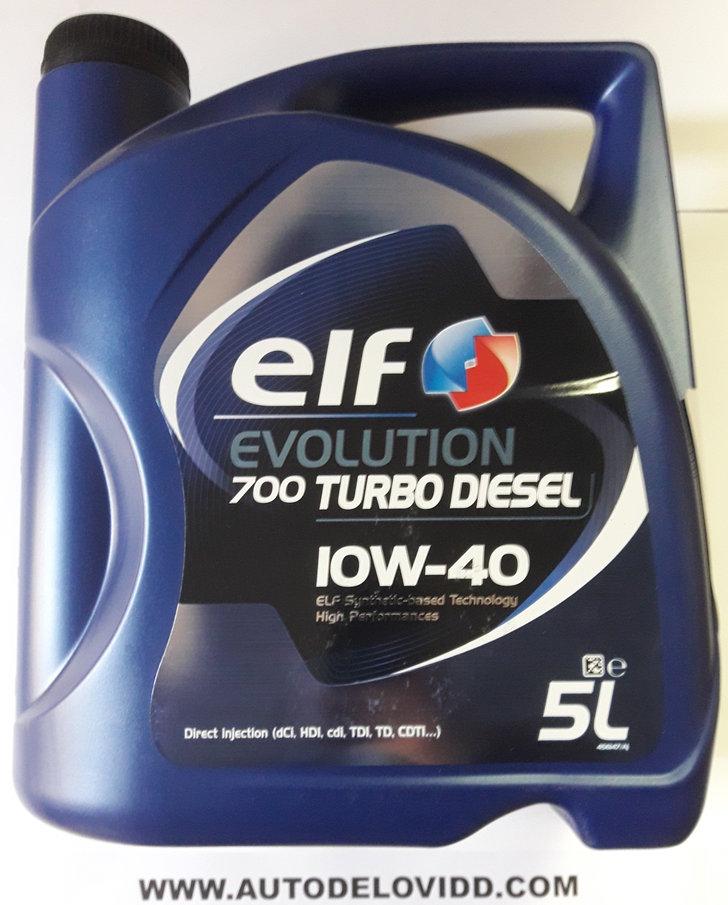 elf
EVOLUTION
700 TURBO DIESEL
10W-40
ELF Synthetic-based Technology
High Performances
e
5L
Direct Injection (dCi, HDI, cdi, TDI, TD, CDTI...)
WWW.AUTODELOVIDD.COM